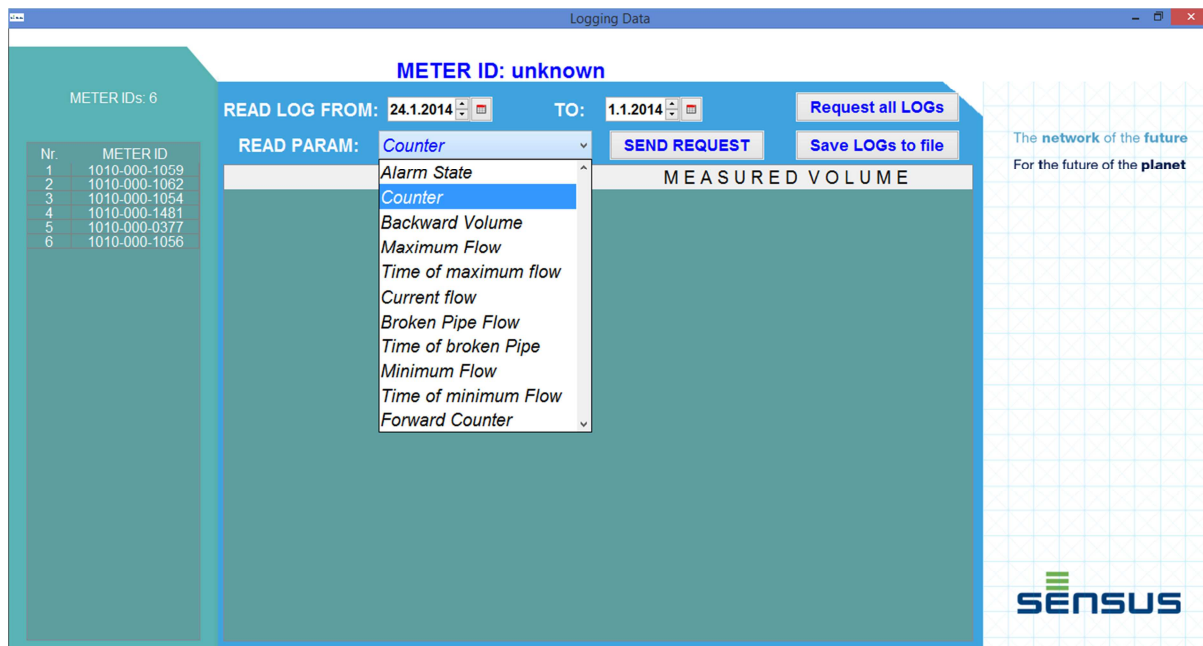 Logging Data
METER ID: unknown
METER IDs: 6
Nr. METER ID
1 1010-000-1059
2 1010-000-1062
3 1010-000-1054
4 1010-000-1481
5 1010-000-0377
6 1010-000-1056
READ LOG FROM: 24.1.2014 TO: 1.1.2014 Request all LOGs
READ PARAM: Counter SEND REQUEST Save LOGs to file
MEASURED VOLUME
Alarm State
Counter
Backward Volume
Maximum Flow
Time of maximum flow
Current flow
Broken Pipe Flow
Time of broken Pipe
Minimum Flow
Time of minimum Flow
Forward Counter
The network of the future
For the future of the planet
SENSUS